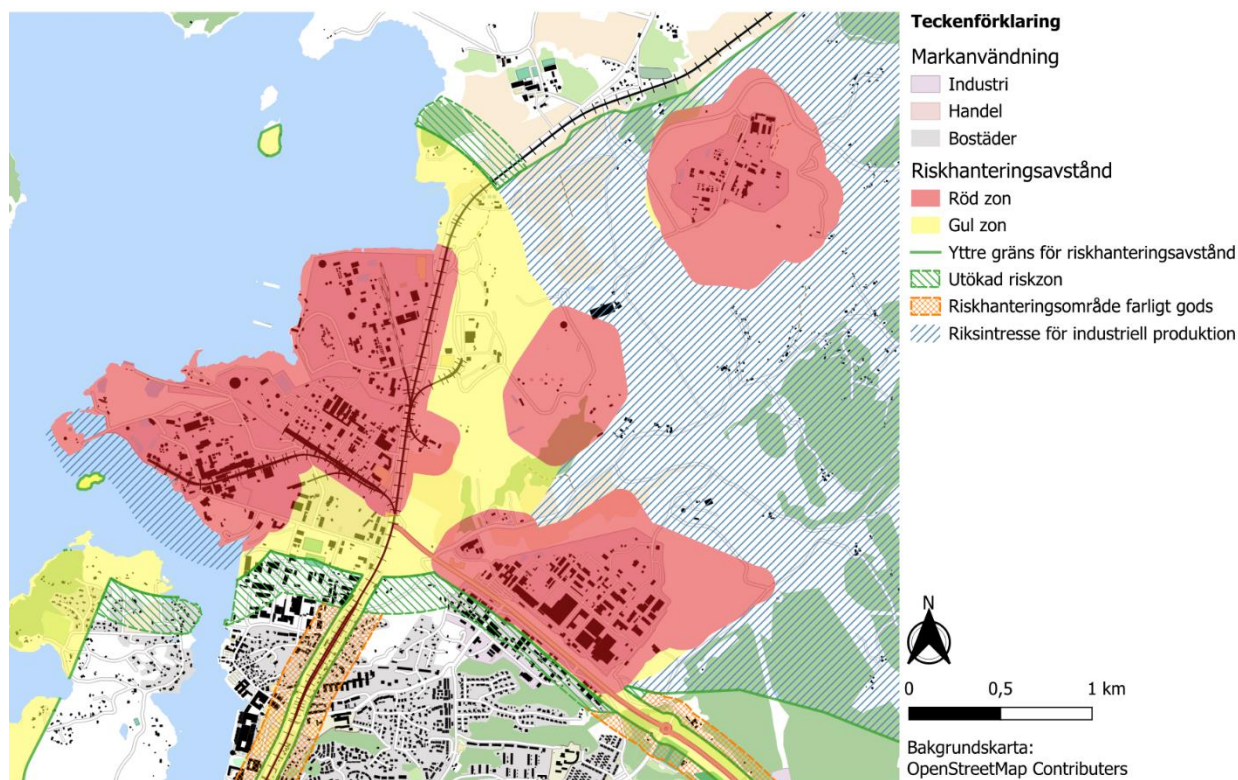 Teckenförklaring
Markanvändning
Industri
Handel
Bostäder
Riskhanteringsavstånd
Röd zon
Gul zon
Yttre gräns för riskhanteringsavstånd
Utökad riskzon
Riskhanteringsområde farligt gods
Riksintresse för industriell produktion
N
0 0,5 1 km
Bakgrundskarta:
OpenStreetMap Contributers